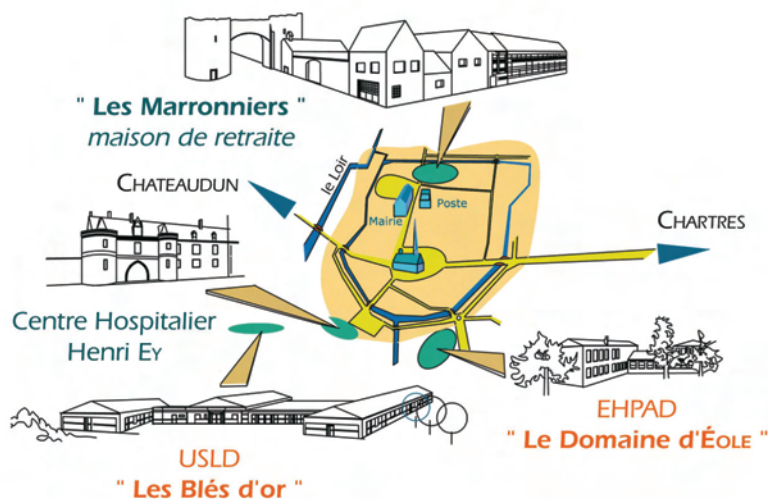 " Les Marronniers "
maison de retraite
le Loir
CHATEAUDUN
Mairie
Poste
CHARTRES
Centre Hospitalier
Henri EY
EHPAD
" Le Domaine d'ÉOLE "
USLD
" Les Blés d'or "